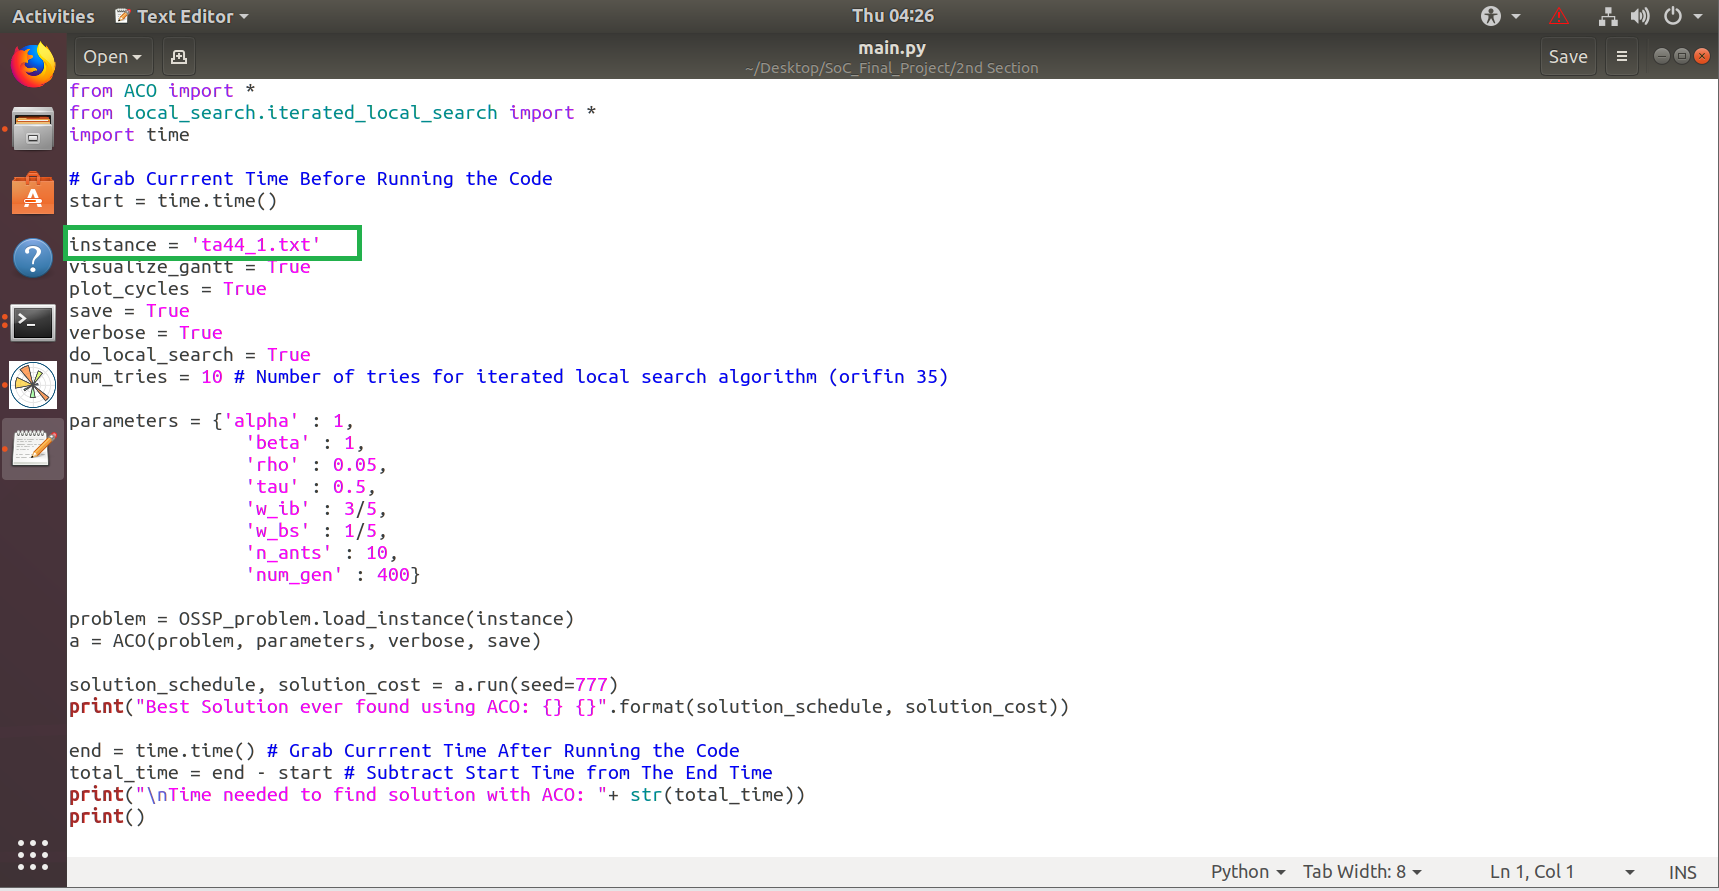 Activities Text Editor Thu 04:26
Open main.py Save
~/Desktop/SoC_Final_Project/2nd Section
from ACO import *
from local_search.iterated_local_search import *
import time
# Grab Currrent Time Before Running the Code
start = time.time()
instance = 'ta44_1.txt'
visualize_gantt = True
plot_cycles = True
save = True
verbose = True
do_local_search = True
num_tries = 10 # Number of tries for iterated local search algorithm (orifin 35)
parameters = {'alpha' : 1,
'beta' : 1,
'rho' : 0.05,
'tau' : 0.5,
'w_ib' : 3/5,
'w_bs' : 1/5,
'n_ants' : 10,
'num_gen' : 400}
problem = OSSP_problem.load_instance(instance)
a = ACO(problem, parameters, verbose, save)
solution_schedule, solution_cost = a.run(seed=777)
print("Best Solution ever found using ACO: {} {}".format(solution_schedule, solution_cost))
end = time.time() # Grab Currrent Time After Running the Code
total_time = end - start # Subtract Start Time from The End Time
print("\nTime needed to find solution with ACO: "+ str(total_time))
print()
Python Tab Width: 8 Ln 1, Col 1 INS